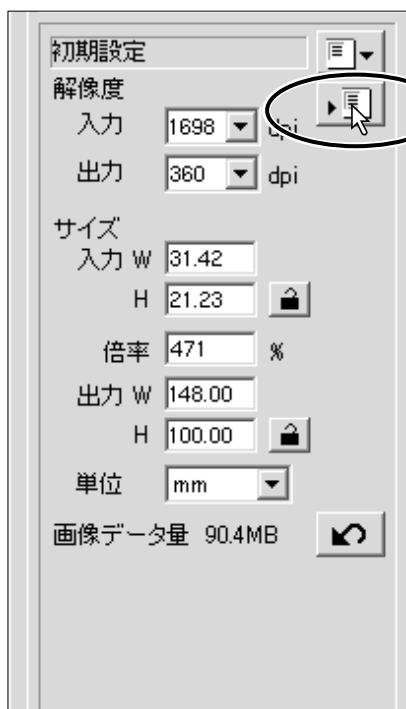 初期設定
解像度
入力 1698 dpi
出力 360 dpi
サイズ
入力 W 31.42
H 21.23
倍率 471 %
出力 W 148.00
H 100.00
単位 mm
画像データ量 90.4MB